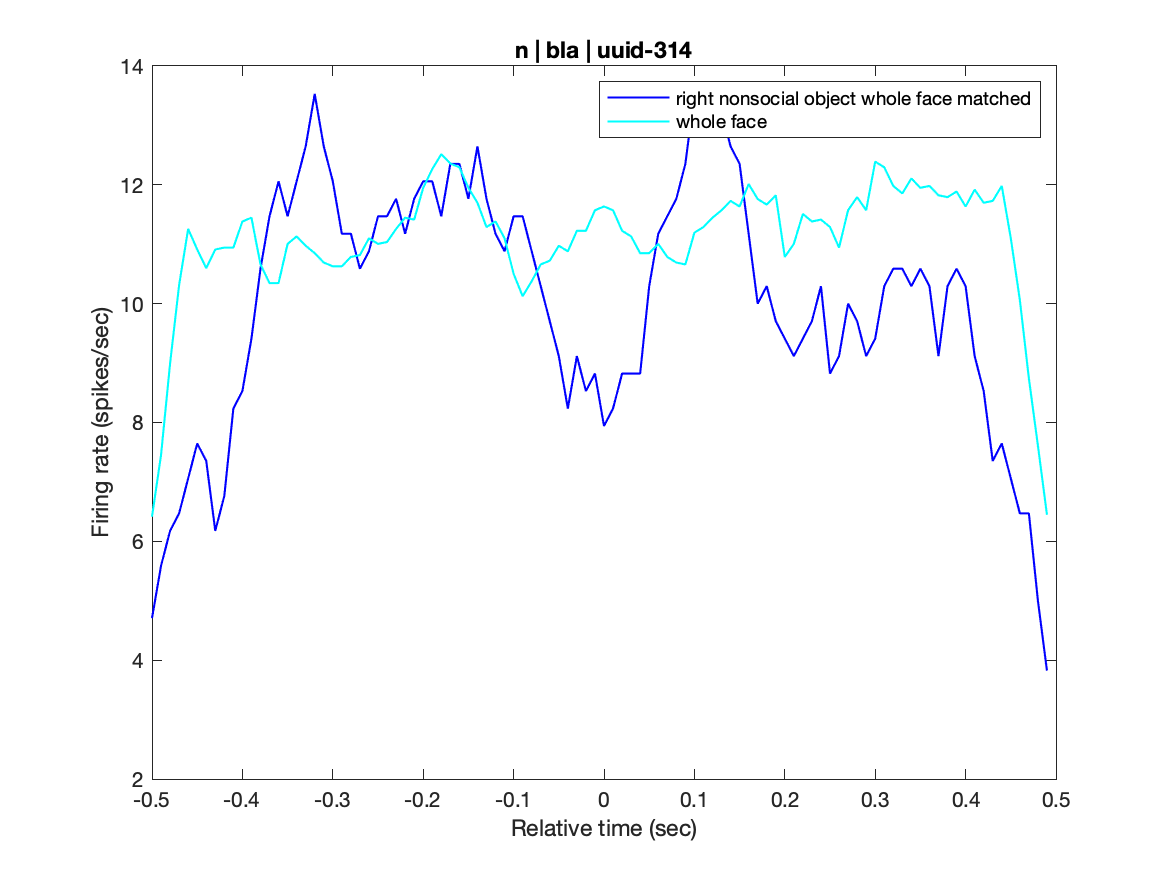 n | bla | uuid-314
right nonsocial object whole face matched
whole face
Firing rate (spikes/sec)
14
12
10
8
6
4
2
-0.5 -0.4 -0.3 -0.2 -0.1 0 0.1 0.2 0.3 0.4 0.5
Relative time (sec)